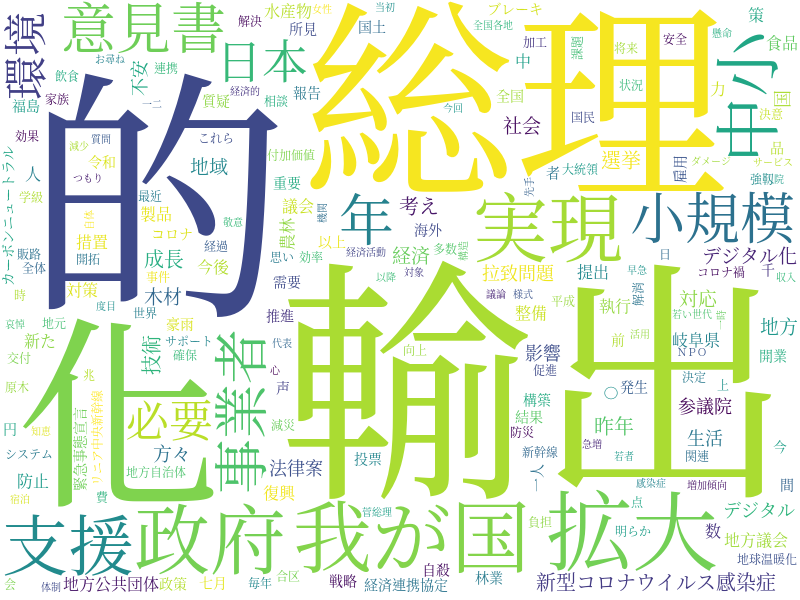 総理
輸出
的
化
意見書
環境
日本
中小
小規模
実現
年
事業者
必要
支援
政府
我が国
拡大
新型コロナウイルス感染症
水産物
女性
所見
国土
当初
ブレーキ
全国各地
懸命
策
加工
課題
将来
安全
食品
解決
お尋ね
連携
不安
飲食
福島
家族
経済的
相談
報告
中
全国
状況
力
国
決意
効果
一二
質疑
今回
社会
国民
品
質問
減少
これら
付加価値
選挙
雇用
ダメージ
サービス
カーボンニュートラル
人
令和
地域
者
大統領
強靱
院
つもり
重要
議会
考え
先手
学級
最近
敬意
機関
自体
製品
農林
海外
デジタル化
コロナ
以上
経済
多数
日
措置
経過
経済活動
思い
効率
コロナ禍
千
収入
販路
開拓
成長
今後
需要
以降
対象
拉致問題
提出
早急
全体
事件
対策
木材
解消
時
世界
議論
様式
平成
執行
対応
地方
度目
推進
整備
若い世代
活用
前
哀悼
地元
新た
豪雨
技術
サポート
代表
向上
影響
岐阜県
NPO
開業
交付
確保
促進
心
決定
上
兆
原木
声
発生
参議院
減災
構築
円
知恵
結果
昨年
緊急事態宣言
リニア中央新幹線
方々
防災
生活
今
システム
法律案
投票
新幹線
急増
関連
地方自治体
一人
若者
防止
間
宿泊
費
復興
感染症
増加傾向
菅総理
点
デジタル
負担
明らか
数
地方議会
自殺
地球温暖化
会
体制
地方公共団体
政策
七月
毎年
合区
戦略
経済連携協定
林業